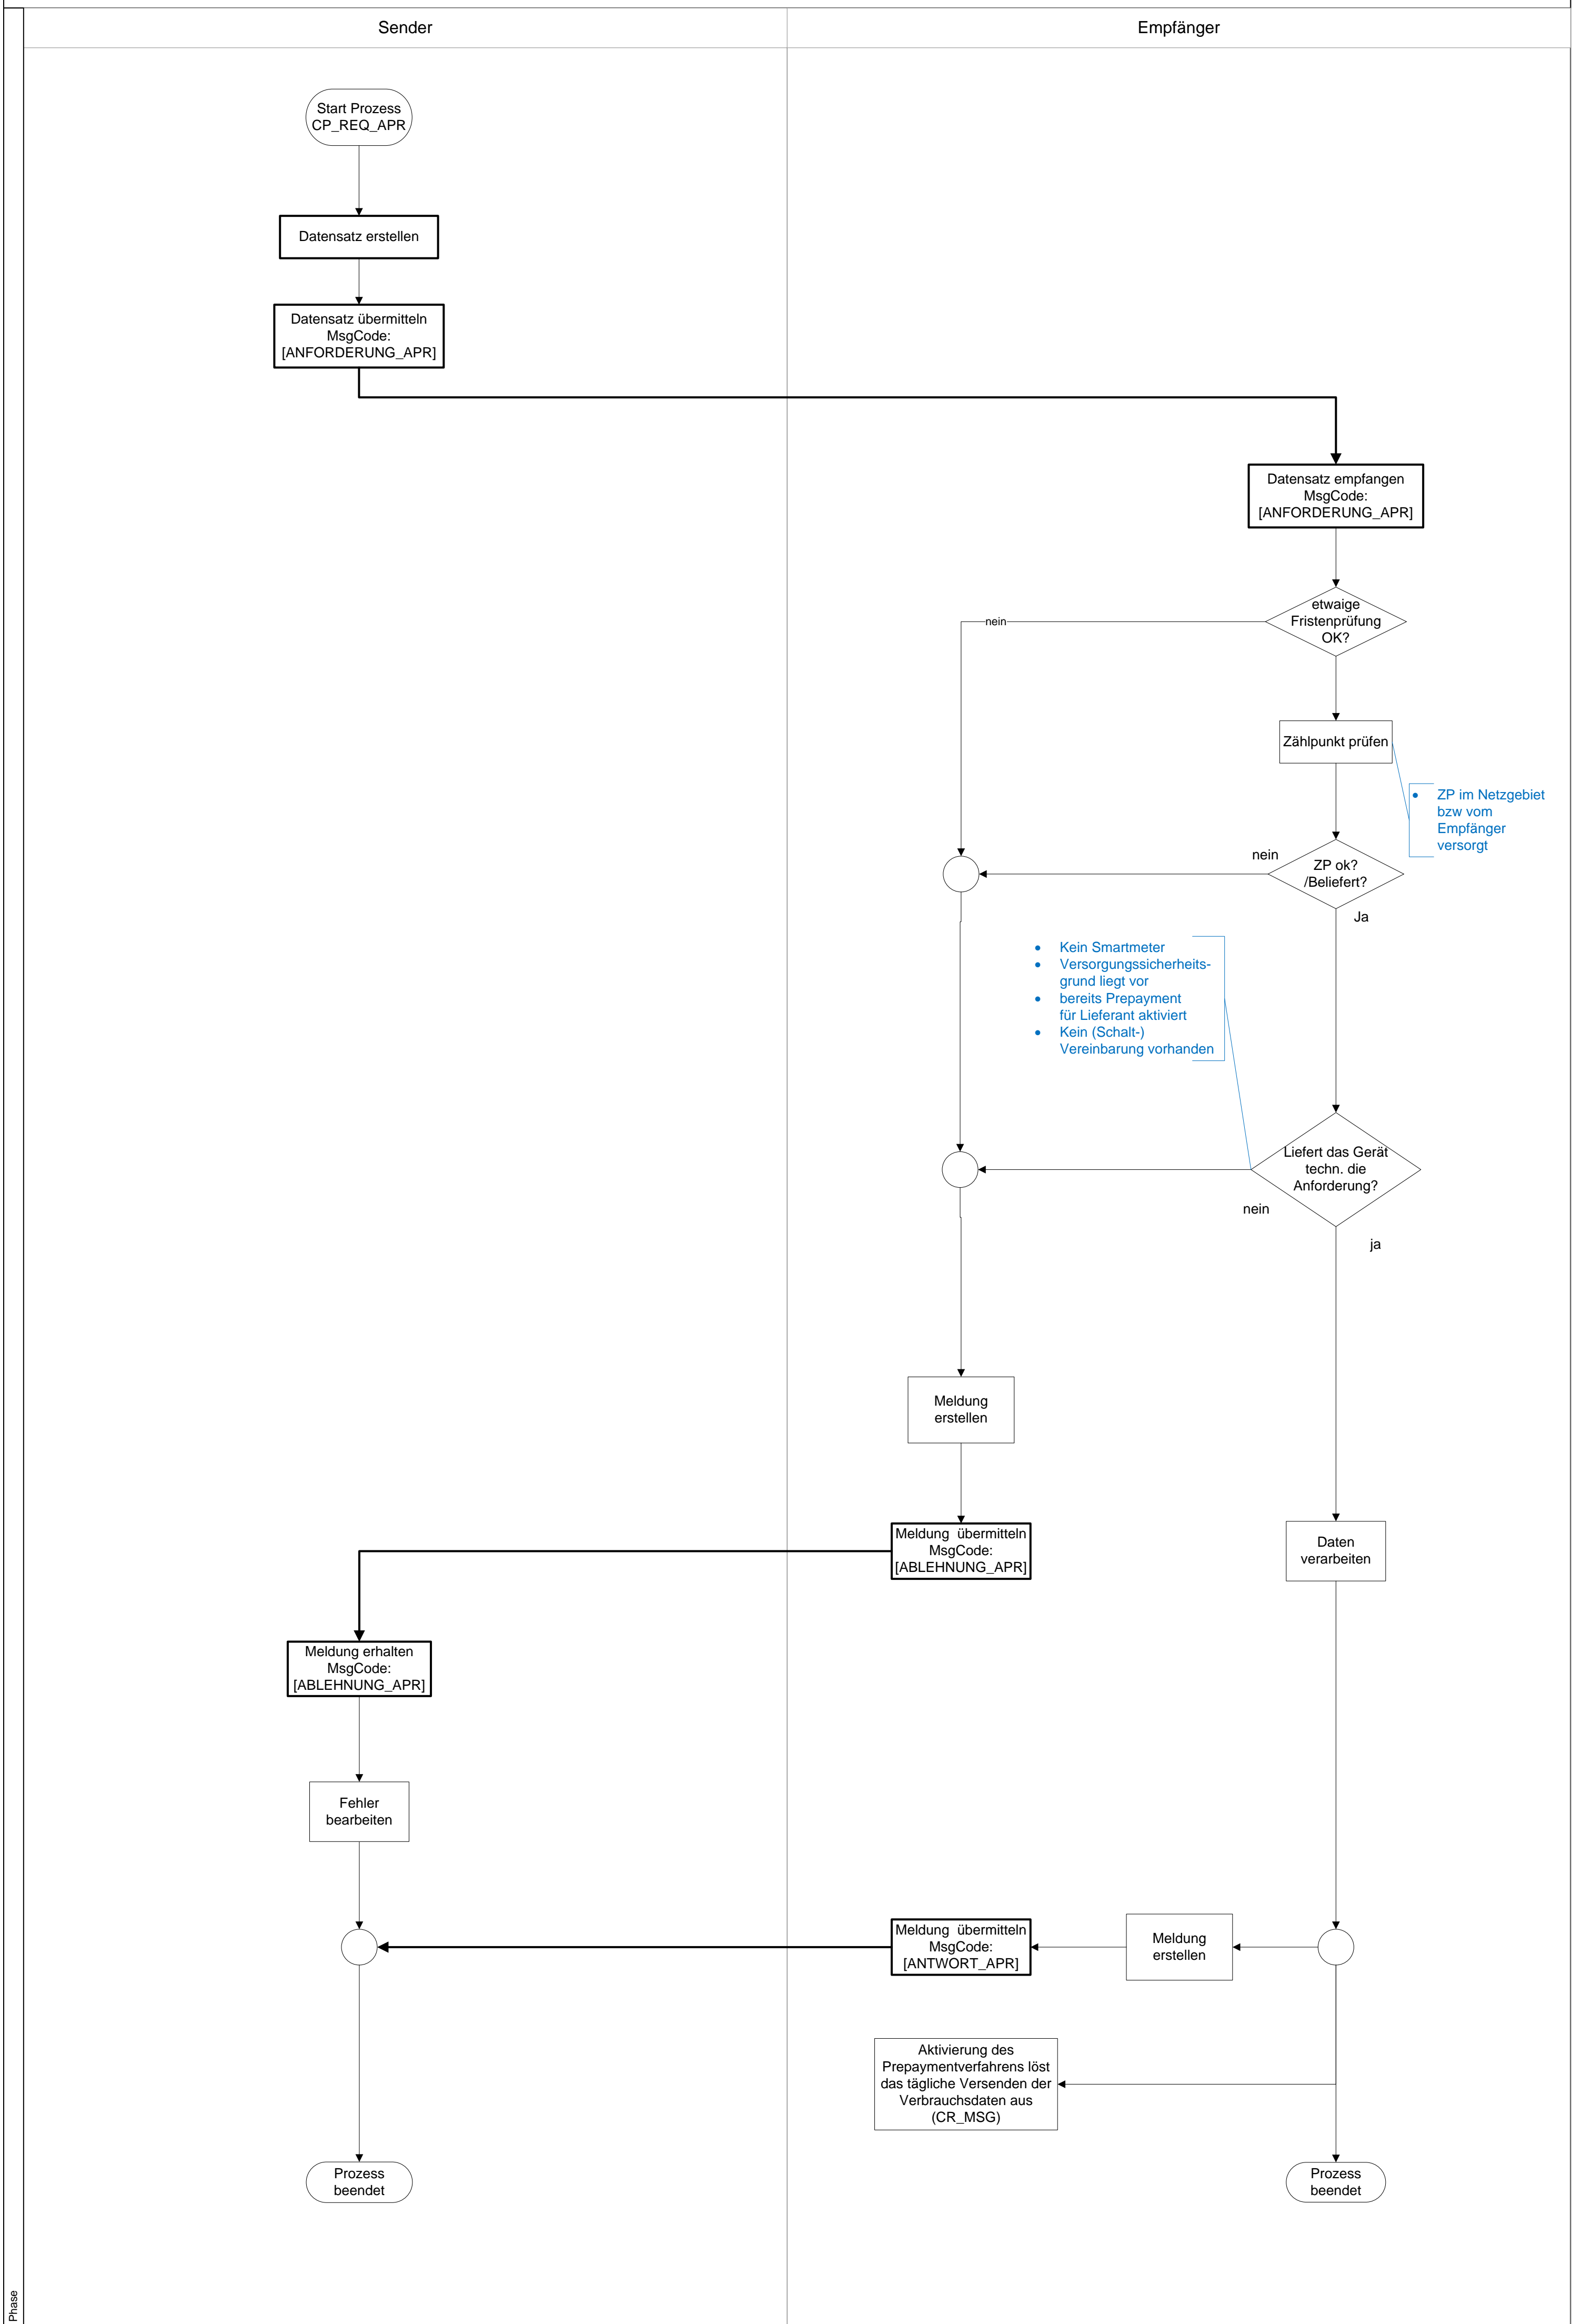 Sender
Empfänger
Start Prozess
CP_REQ_APR
Datensatz erstellen
Datensatz übermitteln
MsgCode:
[ANFORDERUNG_APR]
Datensatz empfangen
MsgCode:
[ANFORDERUNG_APR]
etwaige
Fristenprüfung
OK?
nein
Zählpunkt prüfen
• ZP im Netzgebiet
bzw vom
Empfänger
versorgt
nein
ZP ok?
/Beliefert?
Ja
• Kein Smartmeter
• Versorgungssicherheits-
grund liegt vor
• bereits Prepayment
für Lieferant aktiviert
• Kein (Schalt-)
Vereinbarung vorhanden
Liefert das Gerät
techn. die
Anforderung?
nein
ja
Meldung
erstellen
Meldung übermitteln
MsgCode:
[ABLEHNUNG_APR]
Daten
verarbeiten
Meldung erhalten
MsgCode:
[ABLEHNUNG_APR]
Fehler
bearbeiten
Meldung übermitteln
MsgCode:
[ANTWORT_APR]
Meldung
erstellen
Aktivierung des
Prepaymentverfahrens löst
das tägliche Versenden der
Verbrauchsdaten aus
(CR_MSG)
Prozess
beendet
Prozess
beendet
Phase